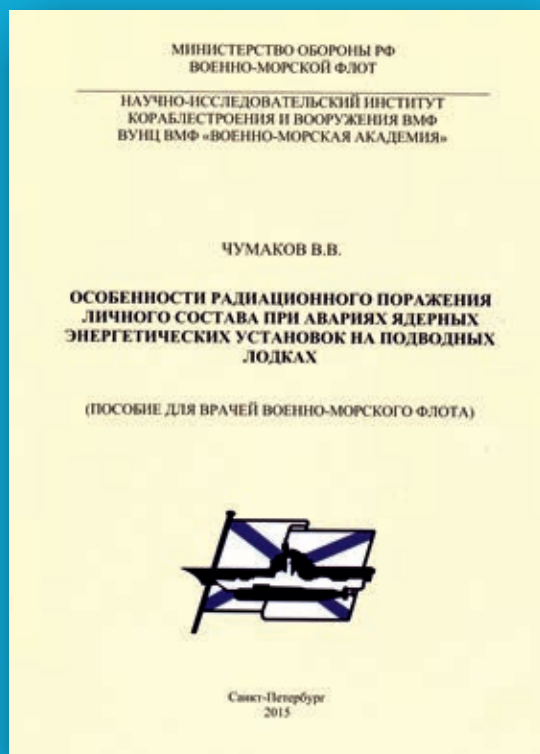 МИНИСТЕРСТВО ОБОРОНЫ РФ
ВОЕННО-МОРСКОЙ ФЛОТ
НАУЧНО-ИССЛЕДОВАТЕЛЬСКИЙ ИНСТИТУТ
КОРАБЛЕСТРОЕНИЯ И ВООРУЖЕНИЯ ВМФ
ВУНЦ ВМФ «ВОЕННО-МОРСКАЯ АКАДЕМИЯ»
ЧУМАКОВ В.В.
ОСОБЕННОСТИ РАДИАЦИОННОГО ПОРАЖЕНИЯ
ЛИЧНОГО СОСТАВА ПРИ АВАРИЯХ ЯДЕРНЫХ
ЭНЕРГЕТИЧЕСКИХ УСТАНОВОК НА ПОДВОДНЫХ
ЛОДКАХ
(ПОСОБИЕ ДЛЯ ВРАЧЕЙ ВОЕННО-МОРСКОГО ФЛОТА)
Санкт-Петербург
2015